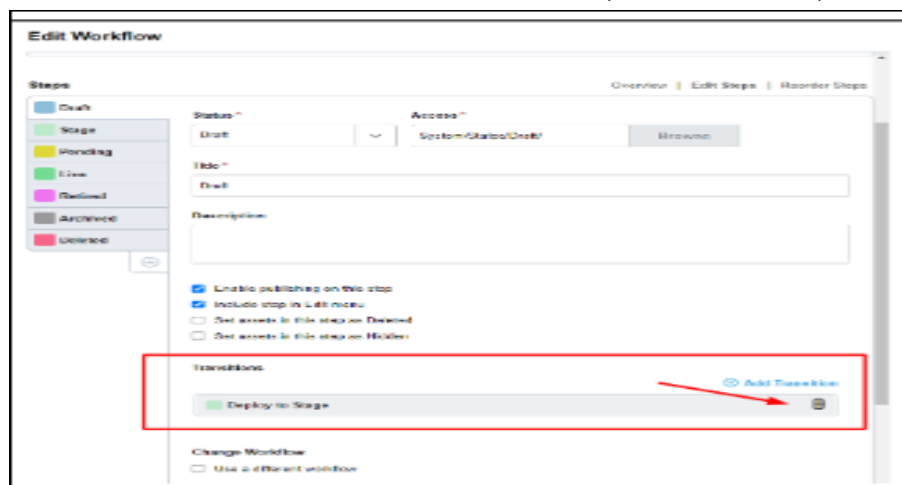 Edit Workflow
Steps
Overview | Edit Steps | Reorder Steps
Draft
Stage
Pending
Live
Retired
Archived
Deleted
Status*
Access*
Draft
System/States/Draft/
Browse
Title*
Draft
Description
Enable publishing on this step
Include step in Edit menu
Set assets in this step as Deleted
Set assets in this step as Hidden
Transitions
Add Transition
Deploy to Stage
Change Workflow
Use a different workflow